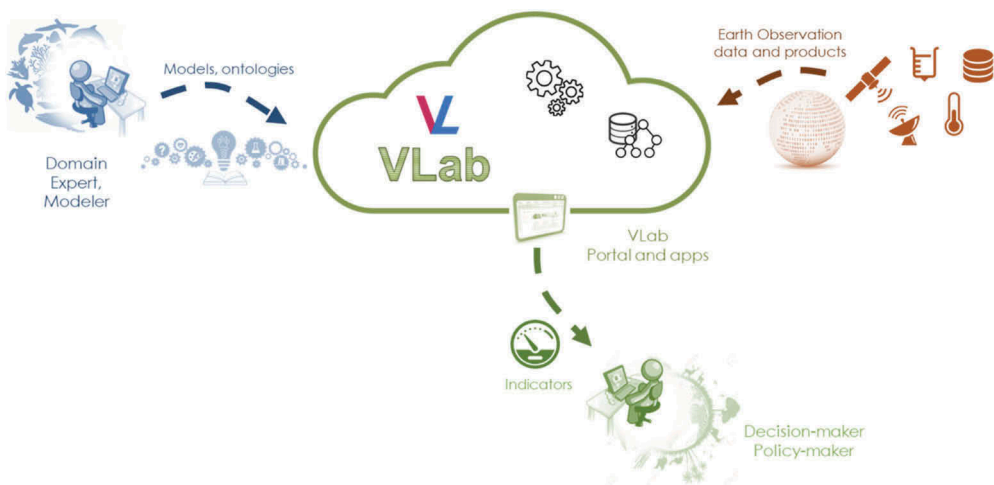 Models, ontologies
Domain
Expert,
Modeler
VL
VLab
Earth Observation
data and products
VLab
Portal and apps
Indicators
Decision-maker
Policy-maker